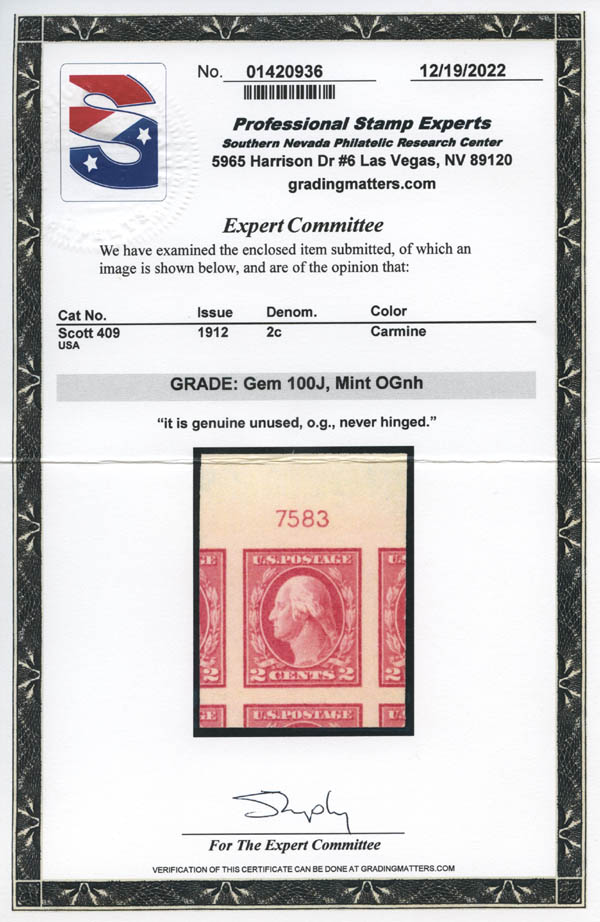 No. 01420936 12/19/2022
Professional Stamp Experts
Southern Nevada Philatelic Research Center
5965 Harrison Dr #6 Las Vegas, NV 89120
gradingmatters.com
Expert Committee
We have examined the enclosed item submitted, of which an
image is shown below, and are of the opinion that:
Cat No. Issue Denom. Color
Scott 409 1912 2c Carmine
USA
GRADE: Gem 100J, Mint OGnh
“it is genuine unused, o.g., never hinged.”
7583
E U.S.POSTAGE U.
2 2 CENTS 2 2
E U.S.POSTAGE U.
For The Expert Committee
VERIFICATION OF THIS CERTIFICATE CAN BE DONE AT GRADINGMATTERS.COM